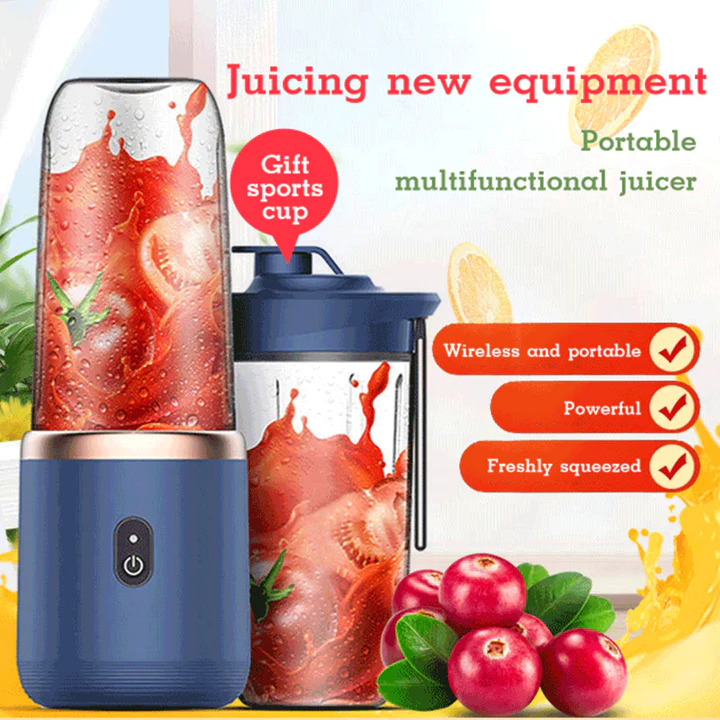 Juicing new equipment
Portable
multifunctional juicer
Gift
sports
cup
Wireless and portable
Powerful
Freshly squeezed